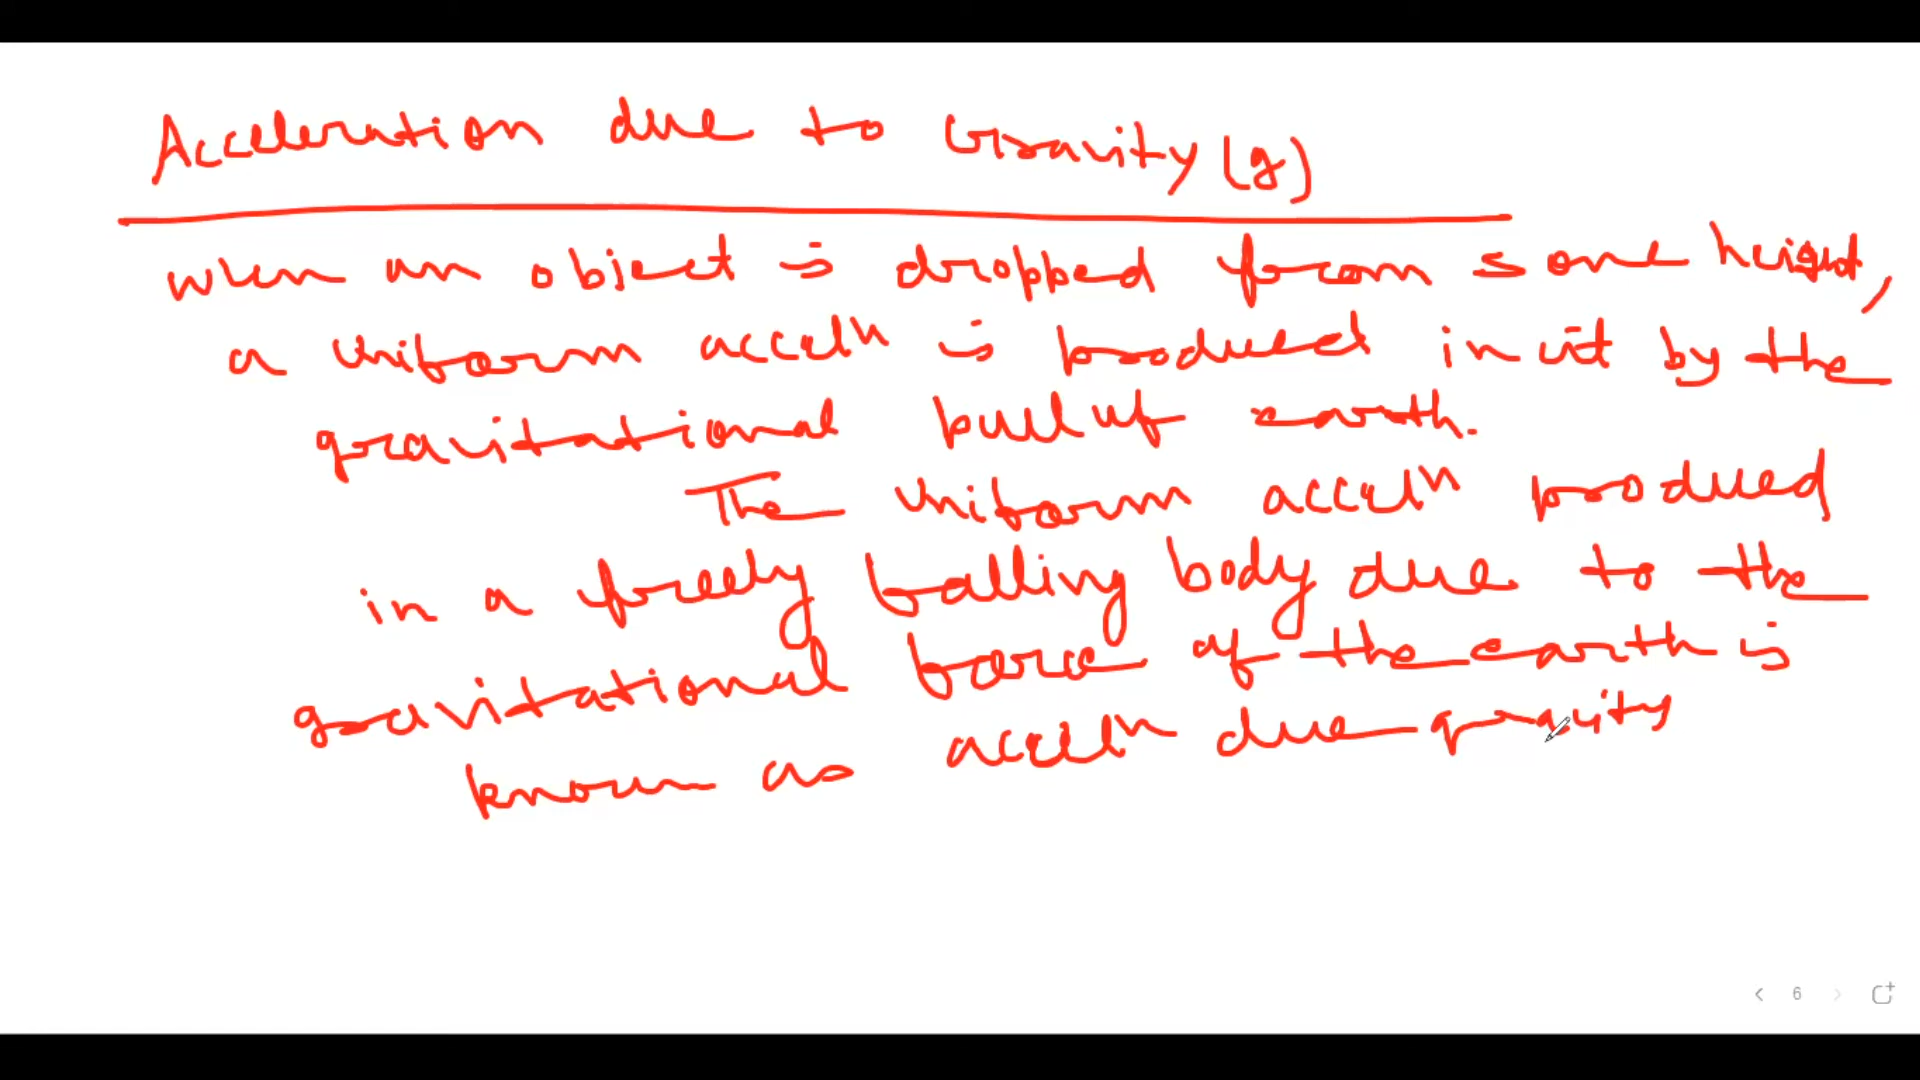 Acceleration due to Gravity (g)
when an object is dropped from some height,
a uniform acceln is produced in it by the
gravitational pull of earth.
The uniform acceln produced
in a freely falling body due to the
gravitational force of the earth is
known as acceln due gravity
6